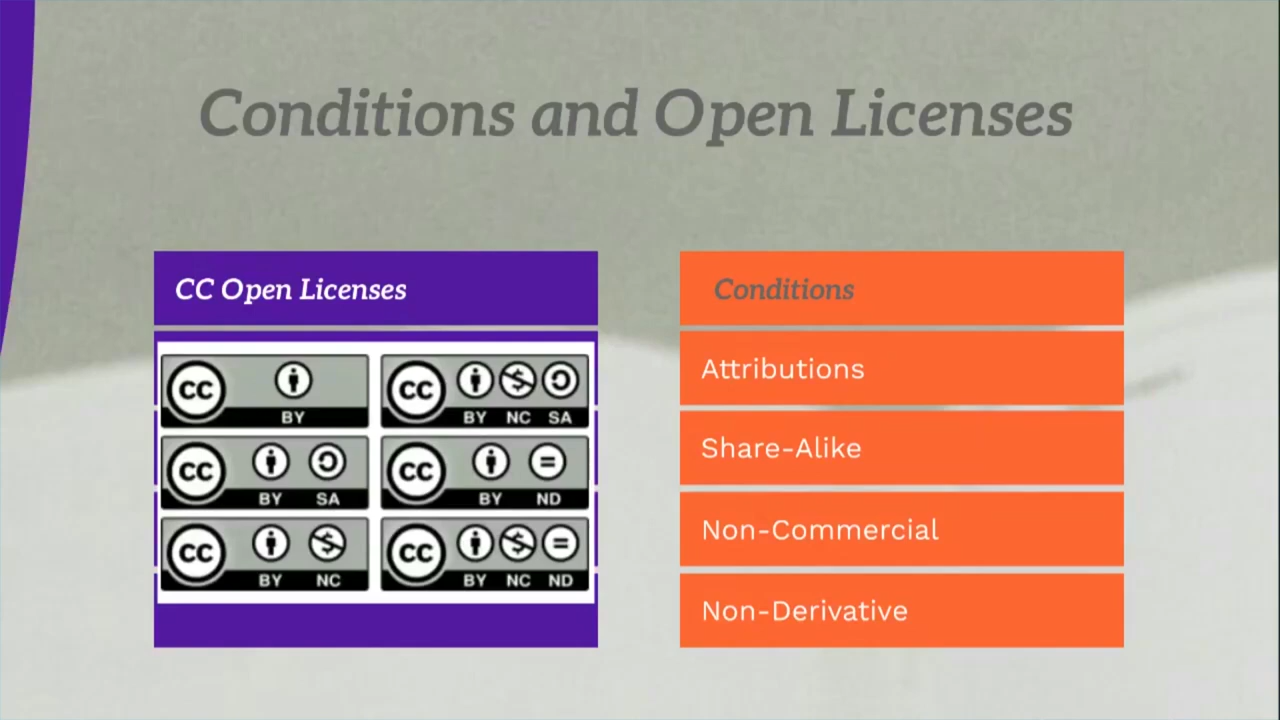 Conditions and Open Licenses
CC Open Licenses
CC BY
CC BY NC SA
CC BY SA
CC BY ND
CC BY NC
CC BY NC ND
Conditions
Attributions
Share-Alike
Non-Commercial
Non-Derivative